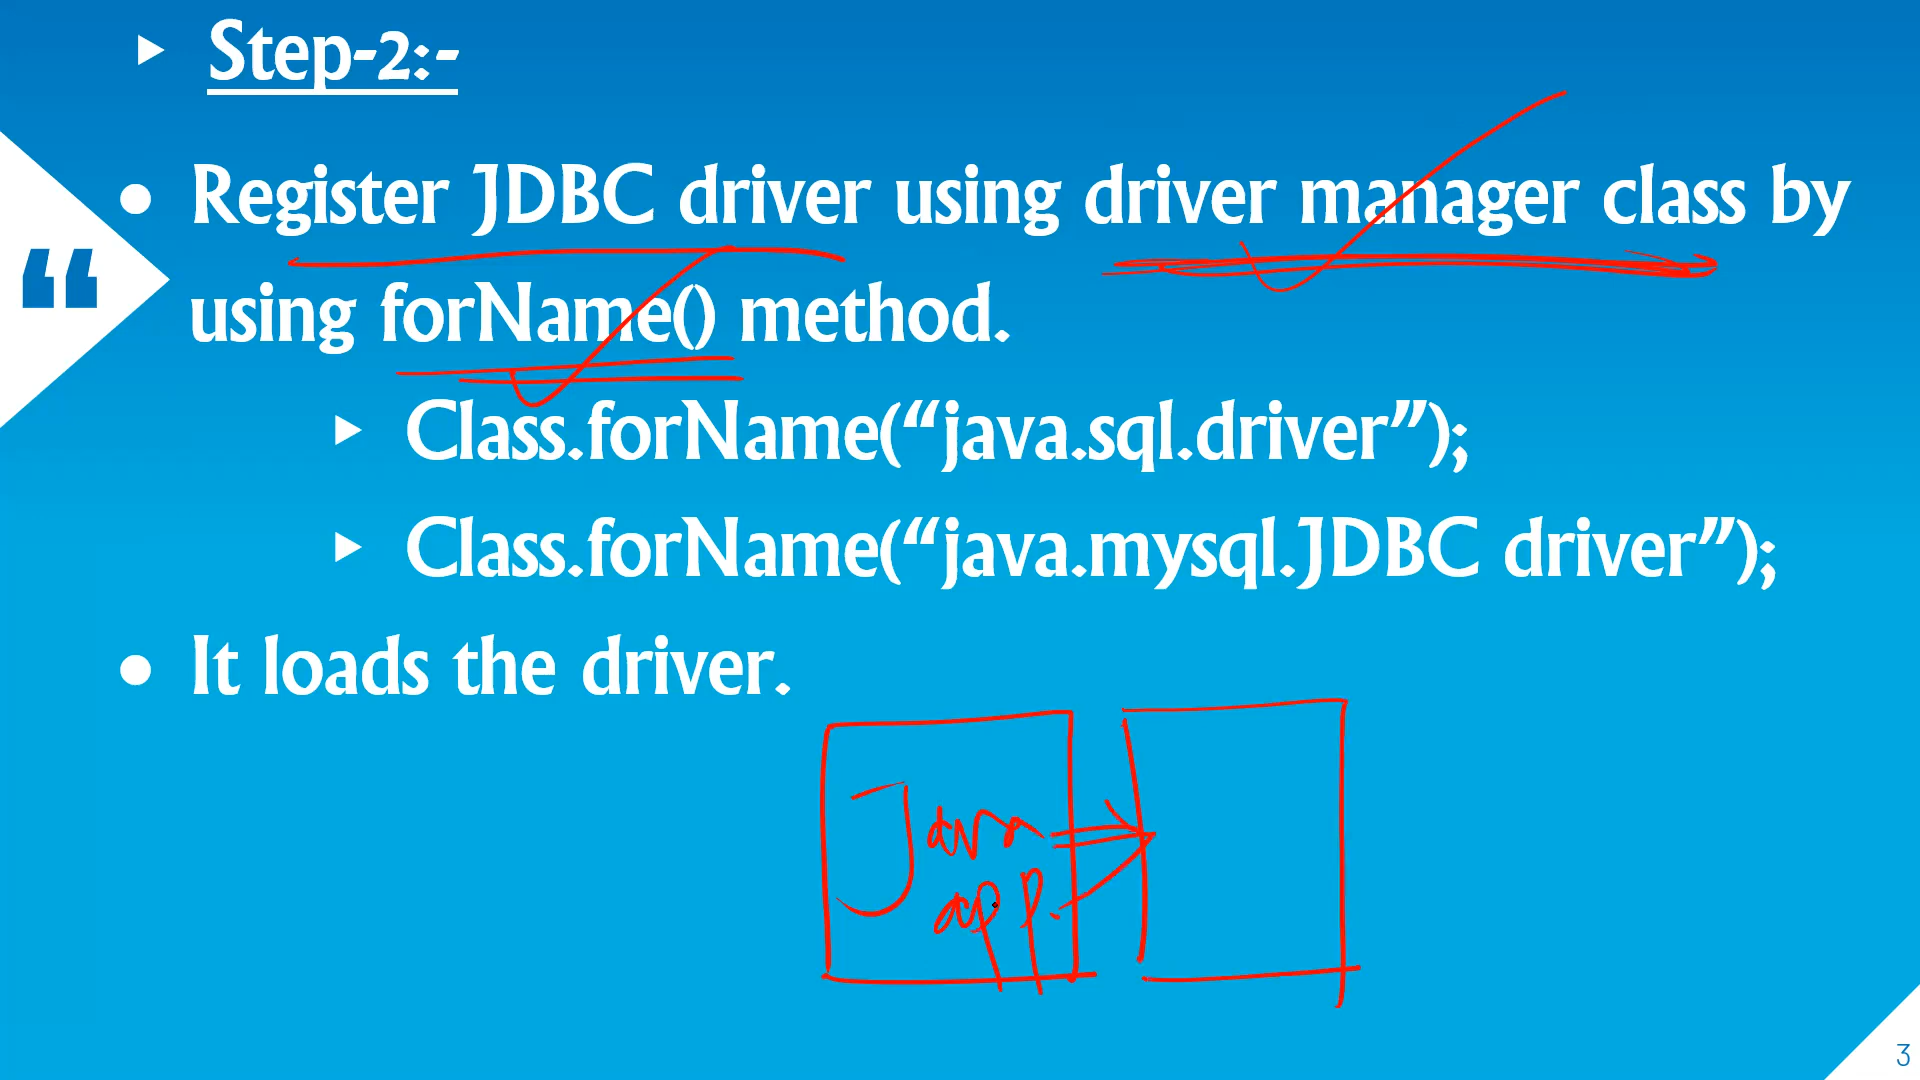 Step-2:-
Register JDBC driver using driver manager class by
using forName() method.
Class.forName(“java.sql.driver”);
Class.forName(“java.mysql.JDBC driver”);
It loads the driver.
Java
app.
3